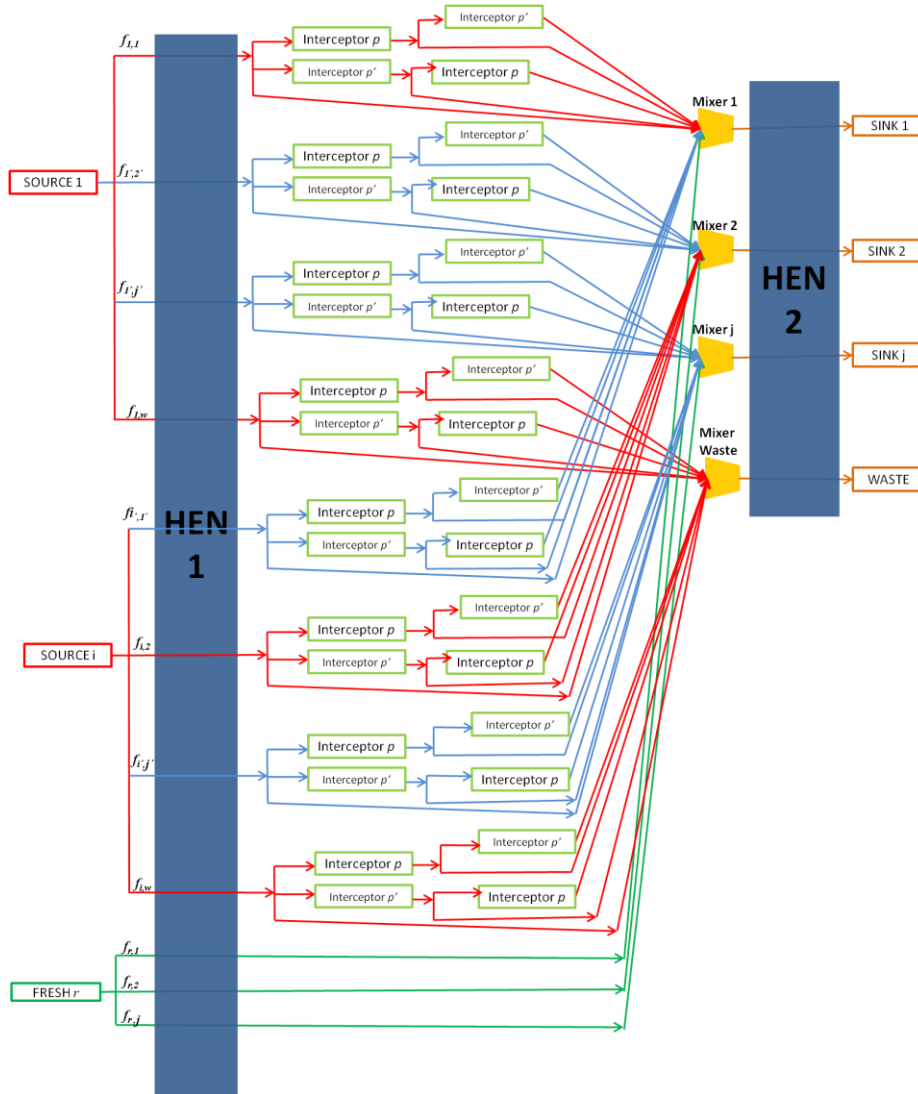 f1,1
Interceptor p'
Interceptor p
Interceptor p'
Interceptor p
Mixer 1
SINK 1
f1',2'
Interceptor p'
Interceptor p
SOURCE 1
Interceptor p'
Interceptor p
Mixer 2
SINK 2
f1',j'
Interceptor p'
Interceptor p
Interceptor p'
Interceptor p
HEN
2
Mixer j
SINK j
f1,w
Interceptor p'
Interceptor p
Interceptor p'
Interceptor p
Mixer
Waste
WASTE
fi',1'
HEN
1
Interceptor p'
Interceptor p
Interceptor p'
Interceptor p
SOURCE i
fi,2
Interceptor p'
Interceptor p
Interceptor p'
Interceptor p
fi',j'
Interceptor p'
Interceptor p
Interceptor p'
Interceptor p
fi,w
Interceptor p'
Interceptor p
Interceptor p'
Interceptor p
fr,1
FRESH r
fr,2
fr,j